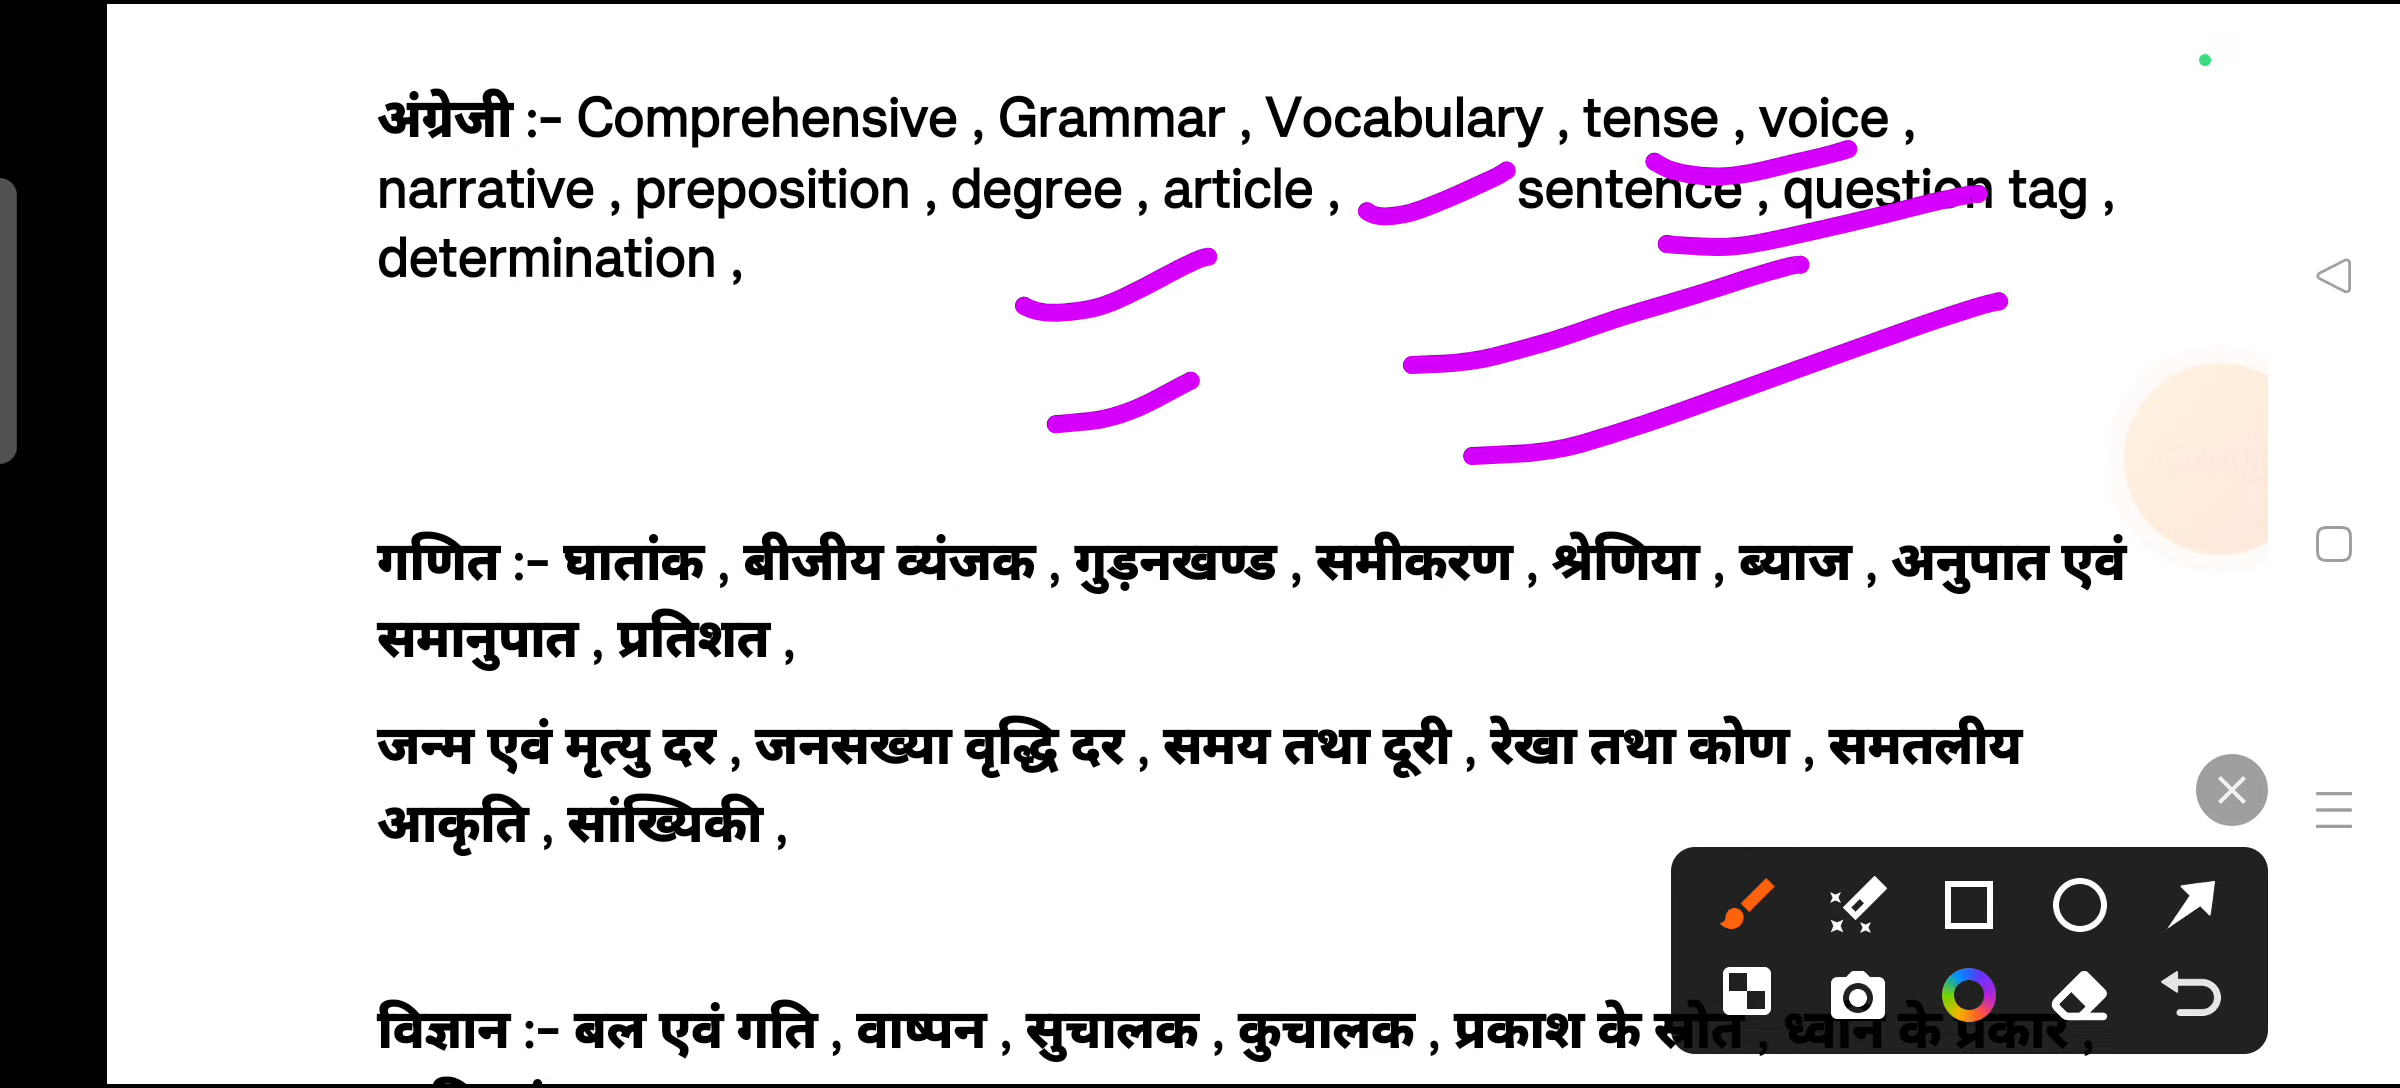 अंग्रेजी :- Comprehensive , Grammar , Vocabulary , tense , voice ,
narrative , preposition , degree , article , sentence , question tag ,
determination ,
गणित :- घातांक , बीजीय व्यंजक , गुड़नखण्ड , समीकरण , श्रेणिया , ब्याज , अनुपात एवं
समानुपात , प्रतिशत ,
जन्म एवं मृत्यु दर , जनसख्या वृद्धि दर , समय तथा दूरी , रेखा तथा कोण , समतलीय
आकृति , सांख्यिकी ,
विज्ञान :- बल एवं गति , वाष्पन , सुचालक , कुचालक , प्रकाश के स्रोत , ध्वनि के प्रकार ,